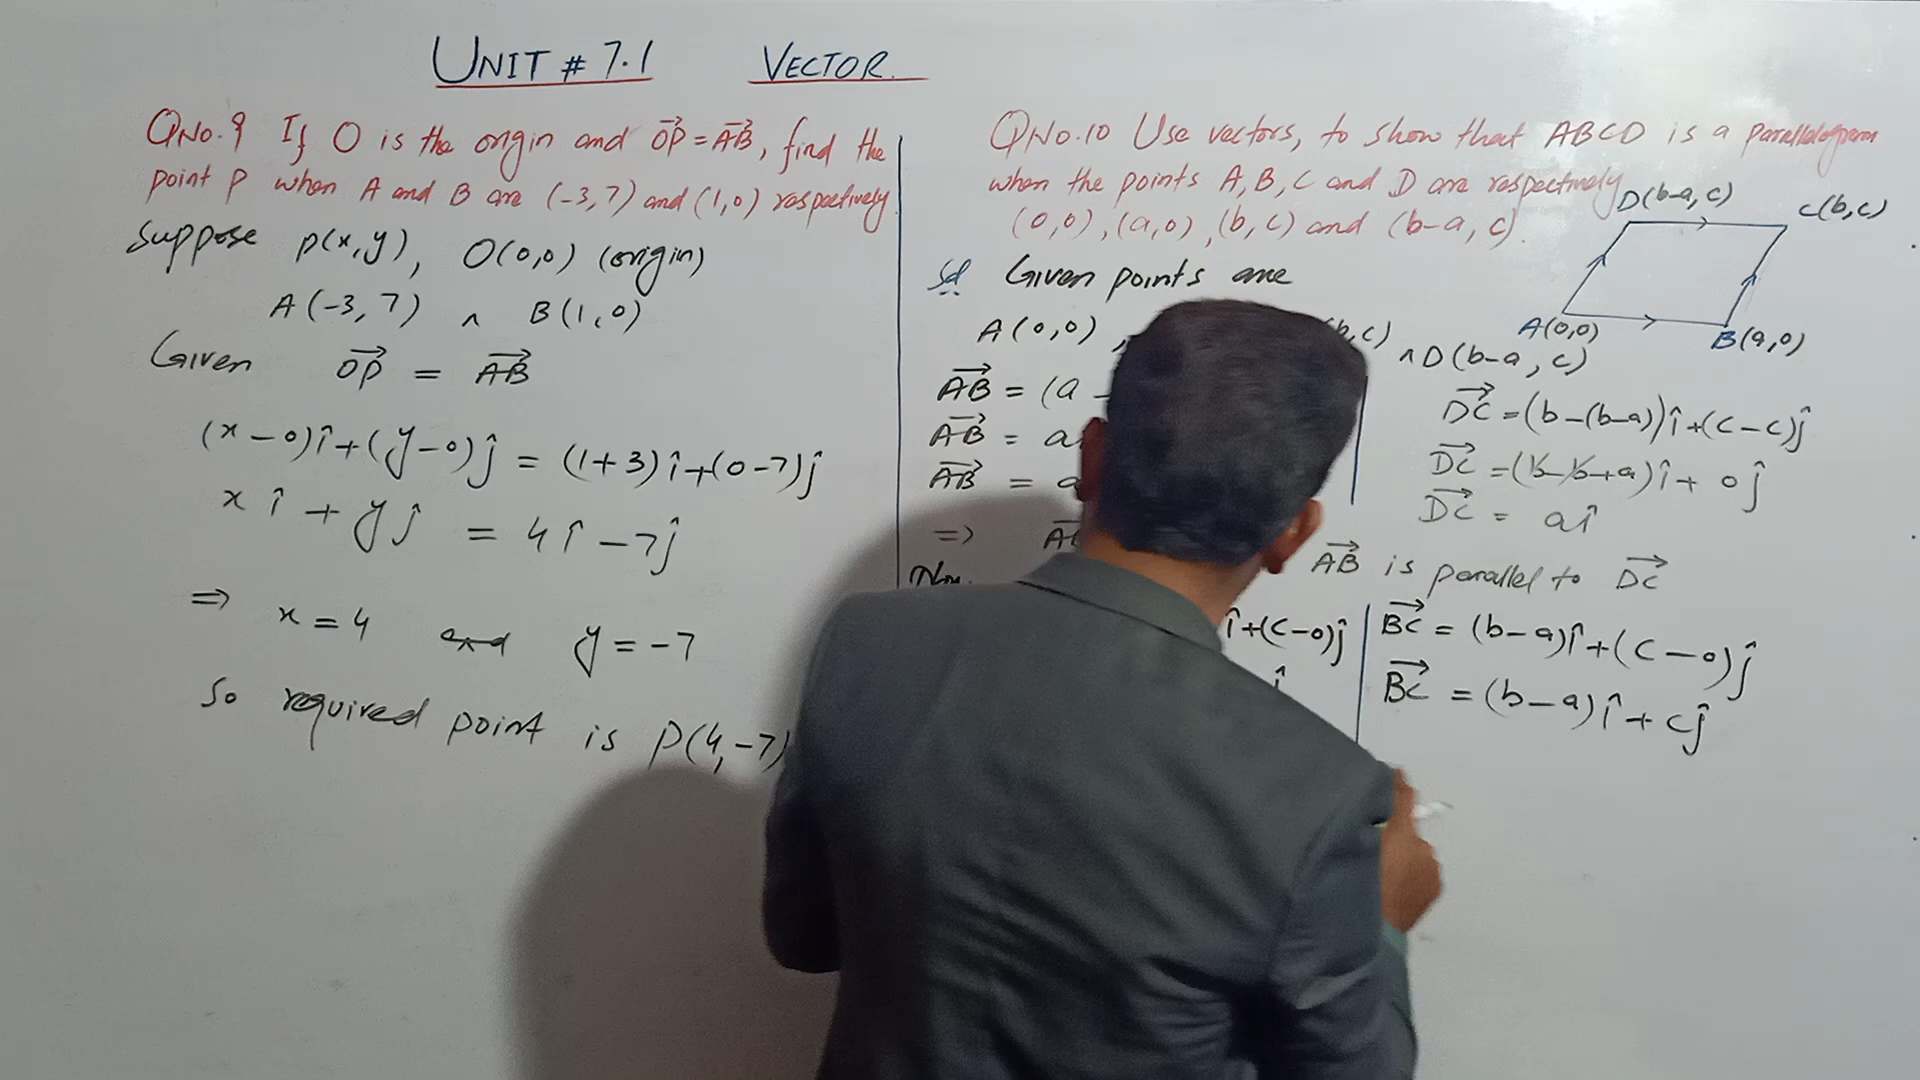 UNIT # 7.1 VECTOR
QNo.9 If O is the origin and OP⃗ = AB⃗, find the
point P when A and B are (-3,7) and (1,0) respectively
Suppose P(x,y), O(0,0) (origin)
A(-3,7) ∧ B(1,0)
Given OP⃗ = AB⃗
(x-0)î+(y-0)ĵ = (1+3)î+(0-7)ĵ
xî + yĵ = 4î-7ĵ
⇒ x=4 and y=-7
So required point is P(4,-7)
QNo.10 Use vectors, to show that ABCD is a parallelogram
when the points A,B,C and D are respectively
(0,0),(a,0),(b,c) and (b-a,c).
D(b-a,c) C(b,c)
A(0,0) B(a,0)
Sol Given points are
A(0,0), b,c) ∧ D(b-a,c)
AB⃗ = (a -
AB⃗ = a
AB⃗ = a
⇒
DC⃗ = (b-(b-a))î+(c-c)ĵ
DC⃗ = (b-b+a)î+0ĵ
DC⃗ = aî
AB⃗ is parallel to DC⃗
î+(c-0)ĵ
ĵ
BC⃗ = (b-a)î+(c-0)ĵ
BC⃗ = (b-a)î+cĵ